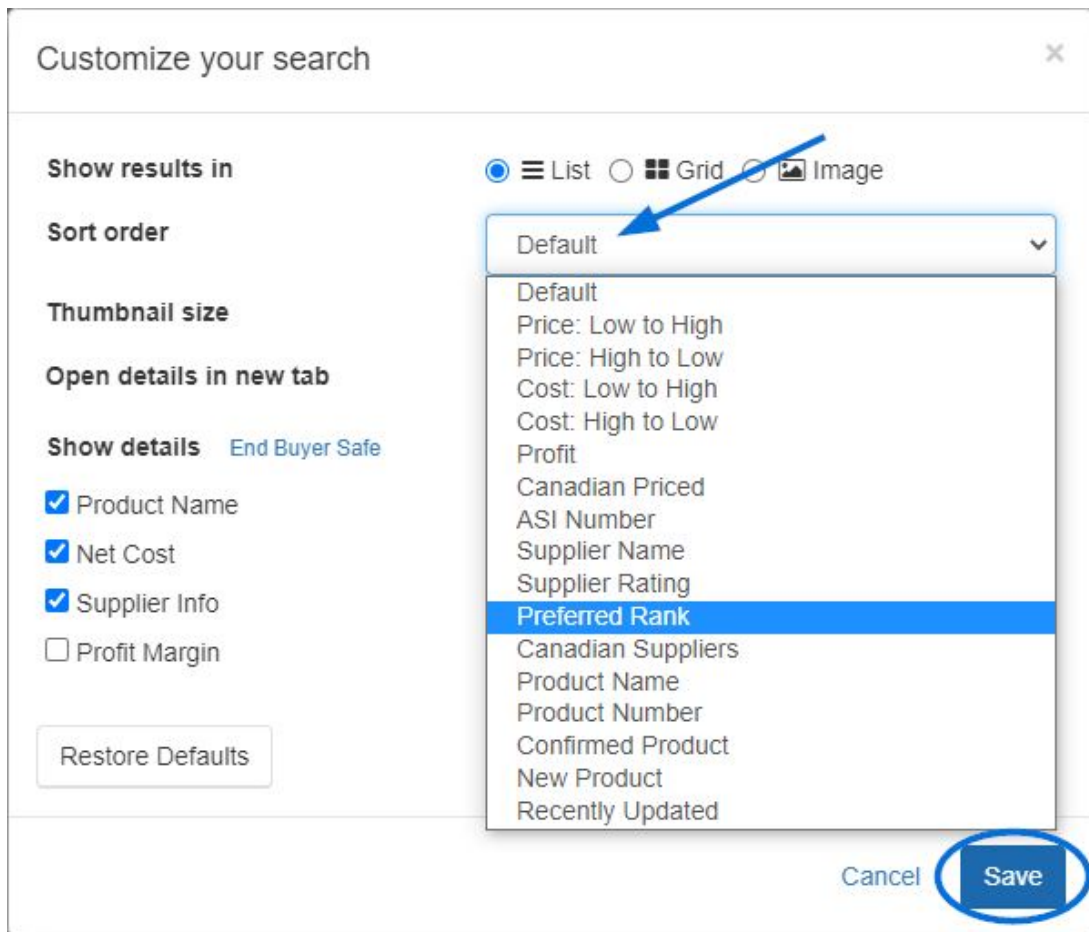 Customize your search
×
Show results in
List Grid Image
Sort order
Default
Default
Price: Low to High
Price: High to Low
Cost: Low to High
Cost: High to Low
Profit
Canadian Priced
ASI Number
Supplier Name
Supplier Rating
Preferred Rank
Canadian Suppliers
Product Name
Product Number
Confirmed Product
New Product
Recently Updated
Thumbnail size
Open details in new tab
Show details End Buyer Safe
Product Name
Net Cost
Supplier Info
Profit Margin
Restore Defaults
Cancel Save